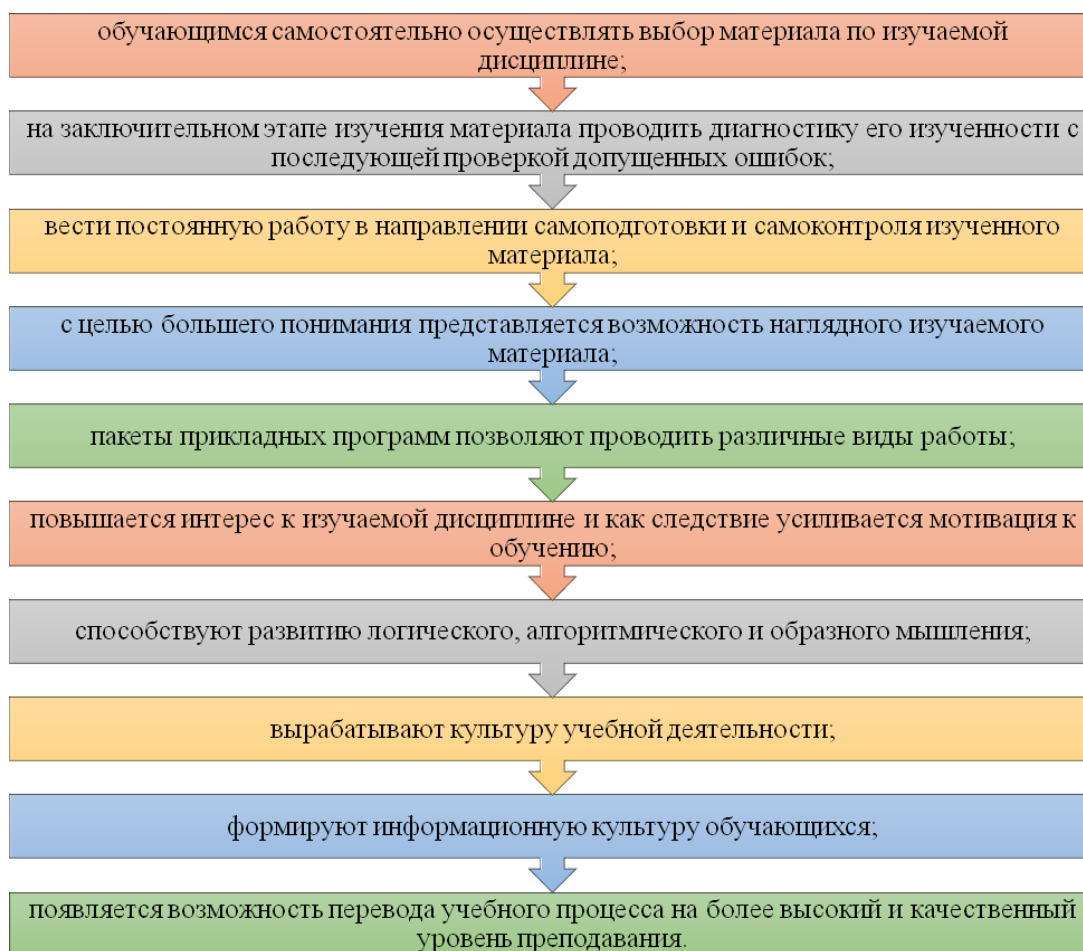 обучающимся самостоятельно осуществлять выбор материала по изучаемой
дисциплине;
на заключительном этапе изучения материала проводить диагностику его изученности с
последующей проверкой допущенных ошибок;
вести постоянную работу в направлении самоподготовки и самоконтроля изученного
материала;
с целью большего понимания представляется возможность наглядного изучаемого
материала;
пакеты прикладных программ позволяют проводить различные виды работы;
повышается интерес к изучаемой дисциплине и как следствие усиливается мотивация к
обучению;
способствуют развитию логического, алгоритмического и образного мышления;
вырабатывают культуру учебной деятельности;
формируют информационную культуру обучающихся;
появляется возможность перевода учебного процесса на более высокий и качественный
уровень преподавания.